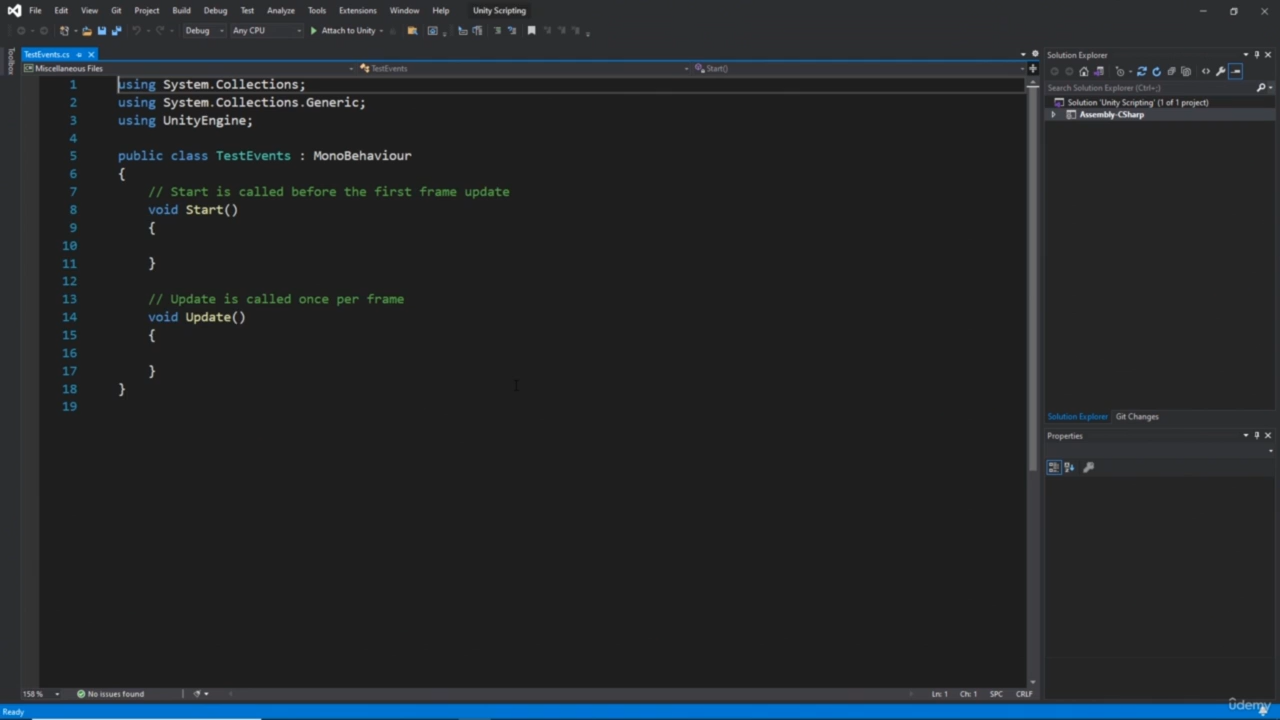 File Edit View Git Project Build Debug Test Analyze Tools Extensions Window Help Unity Scripting
Debug Any CPU Attach to Unity
Toolbox
TestEvents.cs
Miscellaneous Files TestEvents Start()
1 using System.Collections;
2 using System.Collections.Generic;
3 using UnityEngine;
4
5 public class TestEvents : MonoBehaviour
6 {
7 // Start is called before the first frame update
8 void Start()
9 {
10
11 }
12
13 // Update is called once per frame
14 void Update()
15 {
16
17 }
18 }
19
158 % No issues found Ln: 1 Ch: 1 SPC CRLF
Ready
Solution Explorer
Search Solution Explorer (Ctrl+;)
Solution 'Unity Scripting' (1 of 1 project)
Assembly-CSharp
Solution Explorer Git Changes
Properties
ûdemy